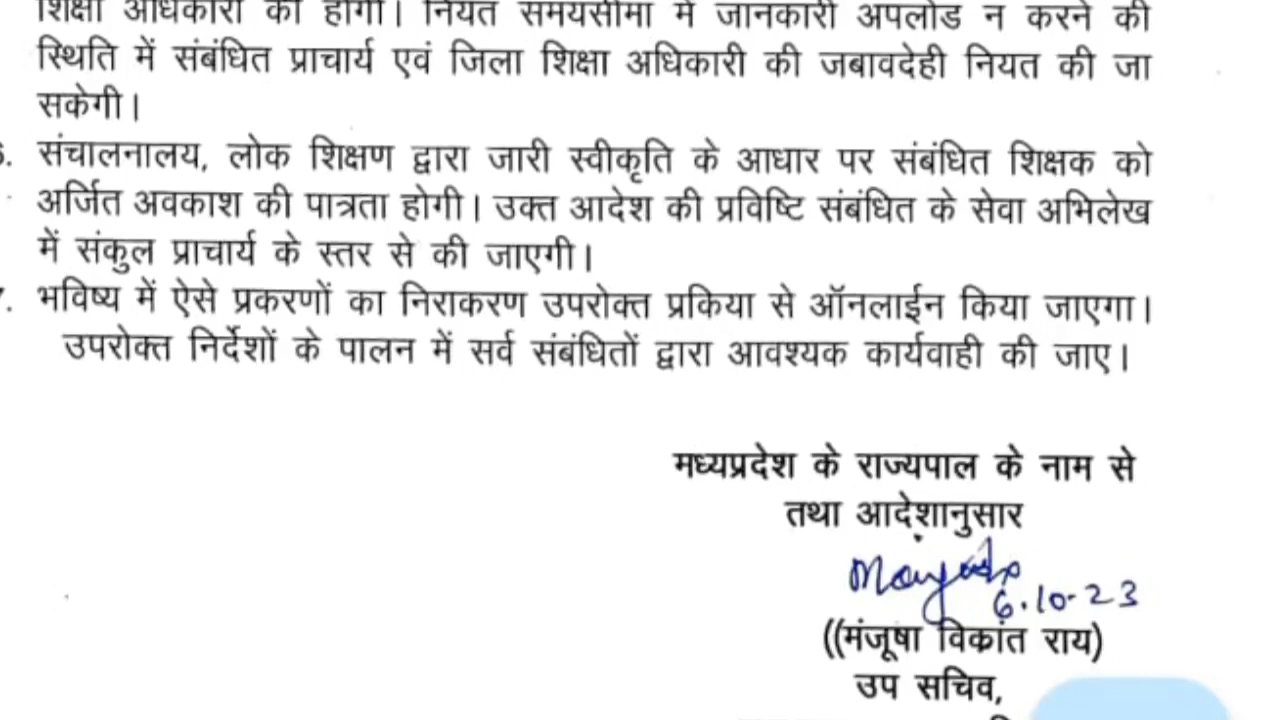 शिक्षा अधिकारी की होगी। नियत समयसीमा में जानकारी अपलोड न करने की
स्थिति में संबंधित प्राचार्य एवं जिला शिक्षा अधिकारी की जबावदेही नियत की जा
सकेगी।
6. संचालनालय, लोक शिक्षण द्वारा जारी स्वीकृति के आधार पर संबंधित शिक्षक को
अर्जित अवकाश की पात्रता होगी। उक्त आदेश की प्रविष्टि संबंधित के सेवा अभिलेख
में संकुल प्राचार्य के स्तर से की जाएगी।
7. भविष्य में ऐसे प्रकरणों का निराकरण उपरोक्त प्रकिया से ऑनलाईन किया जाएगा।
उपरोक्त निर्देशों के पालन में सर्व संबंधितों द्वारा आवश्यक कार्यवाही की जाए।
मध्यप्रदेश के राज्यपाल के नाम से
तथा आदेशानुसार
6.10-23
((मंजूषा विकांत राय)
उप सचिव,